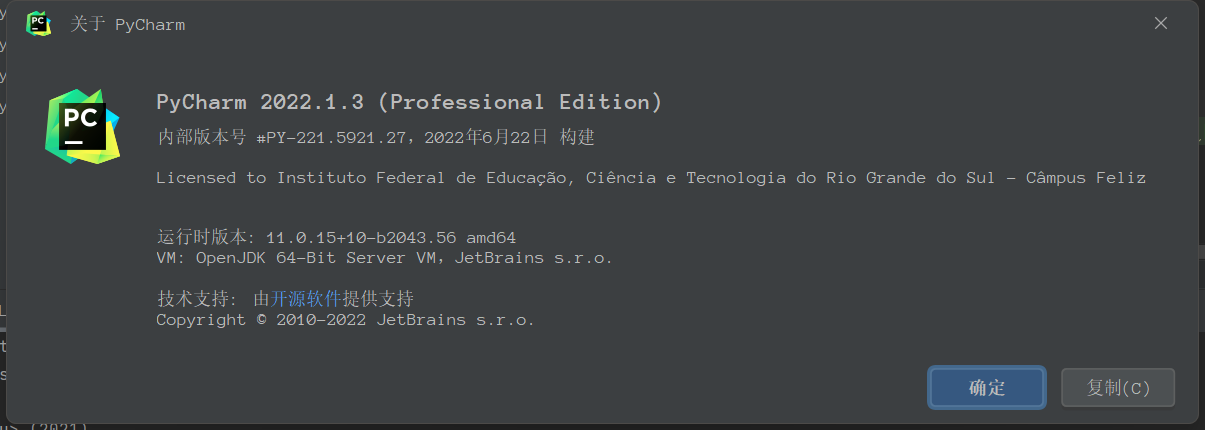 关于 PyCharm
PC
PyCharm 2022.1.3 (Professional Edition)
内部版本号 #PY-221.5921.27，2022年6月22日 构建
Licensed to Instituto Federal de Educação, Ciência e Tecnologia do Rio Grande do Sul - Câmpus Feliz
运行时版本: 11.0.15+10-b2043.56 amd64
VM: OpenJDK 64-Bit Server VM，JetBrains s.r.o.
技术支持: 由开源软件提供支持
Copyright © 2010-2022 JetBrains s.r.o.
确定
复制(C)